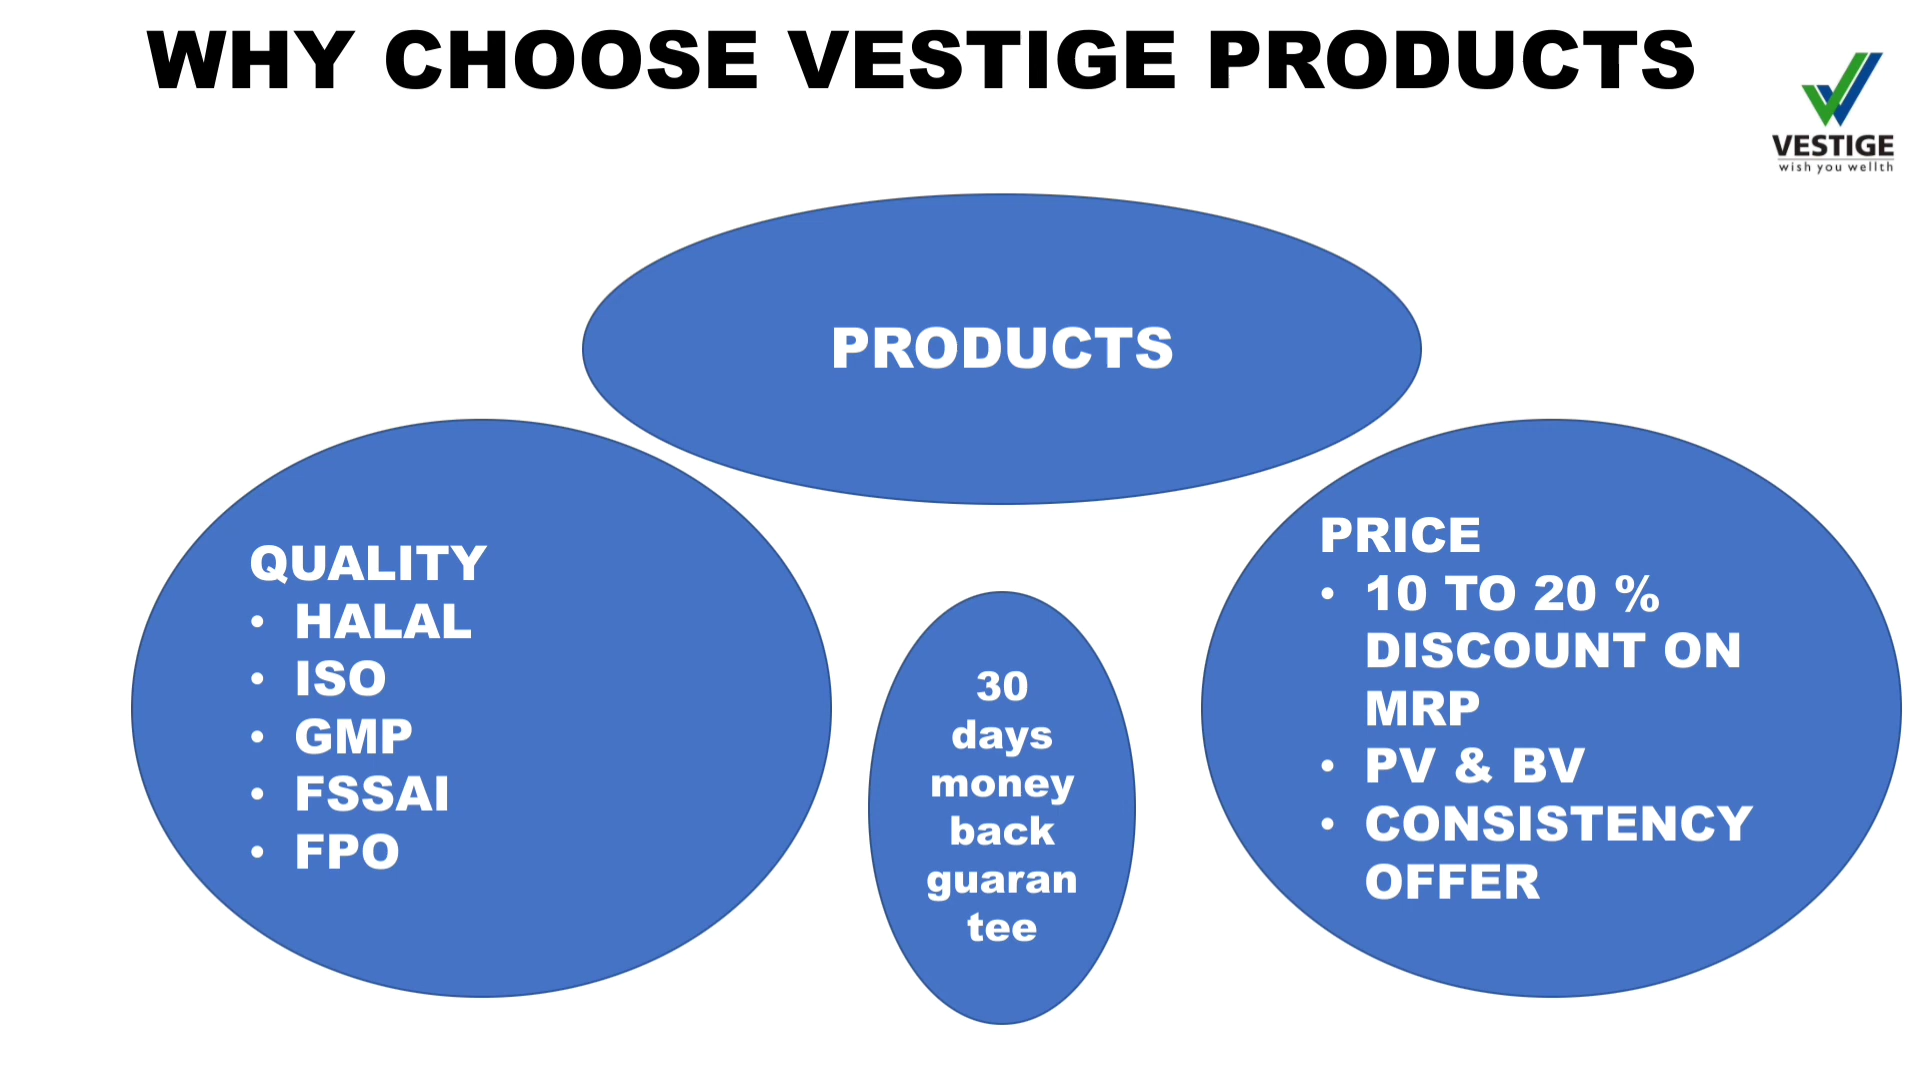 WHY CHOOSE VESTIGE PRODUCTS
VESTIGE
wish you wellth
PRODUCTS
QUALITY
• HALAL
• ISO
• GMP
• FSSAI
• FPO
30
days
money
back
guaran
tee
PRICE
• 10 TO 20 %
DISCOUNT ON
MRP
• PV & BV
• CONSISTENCY
OFFER